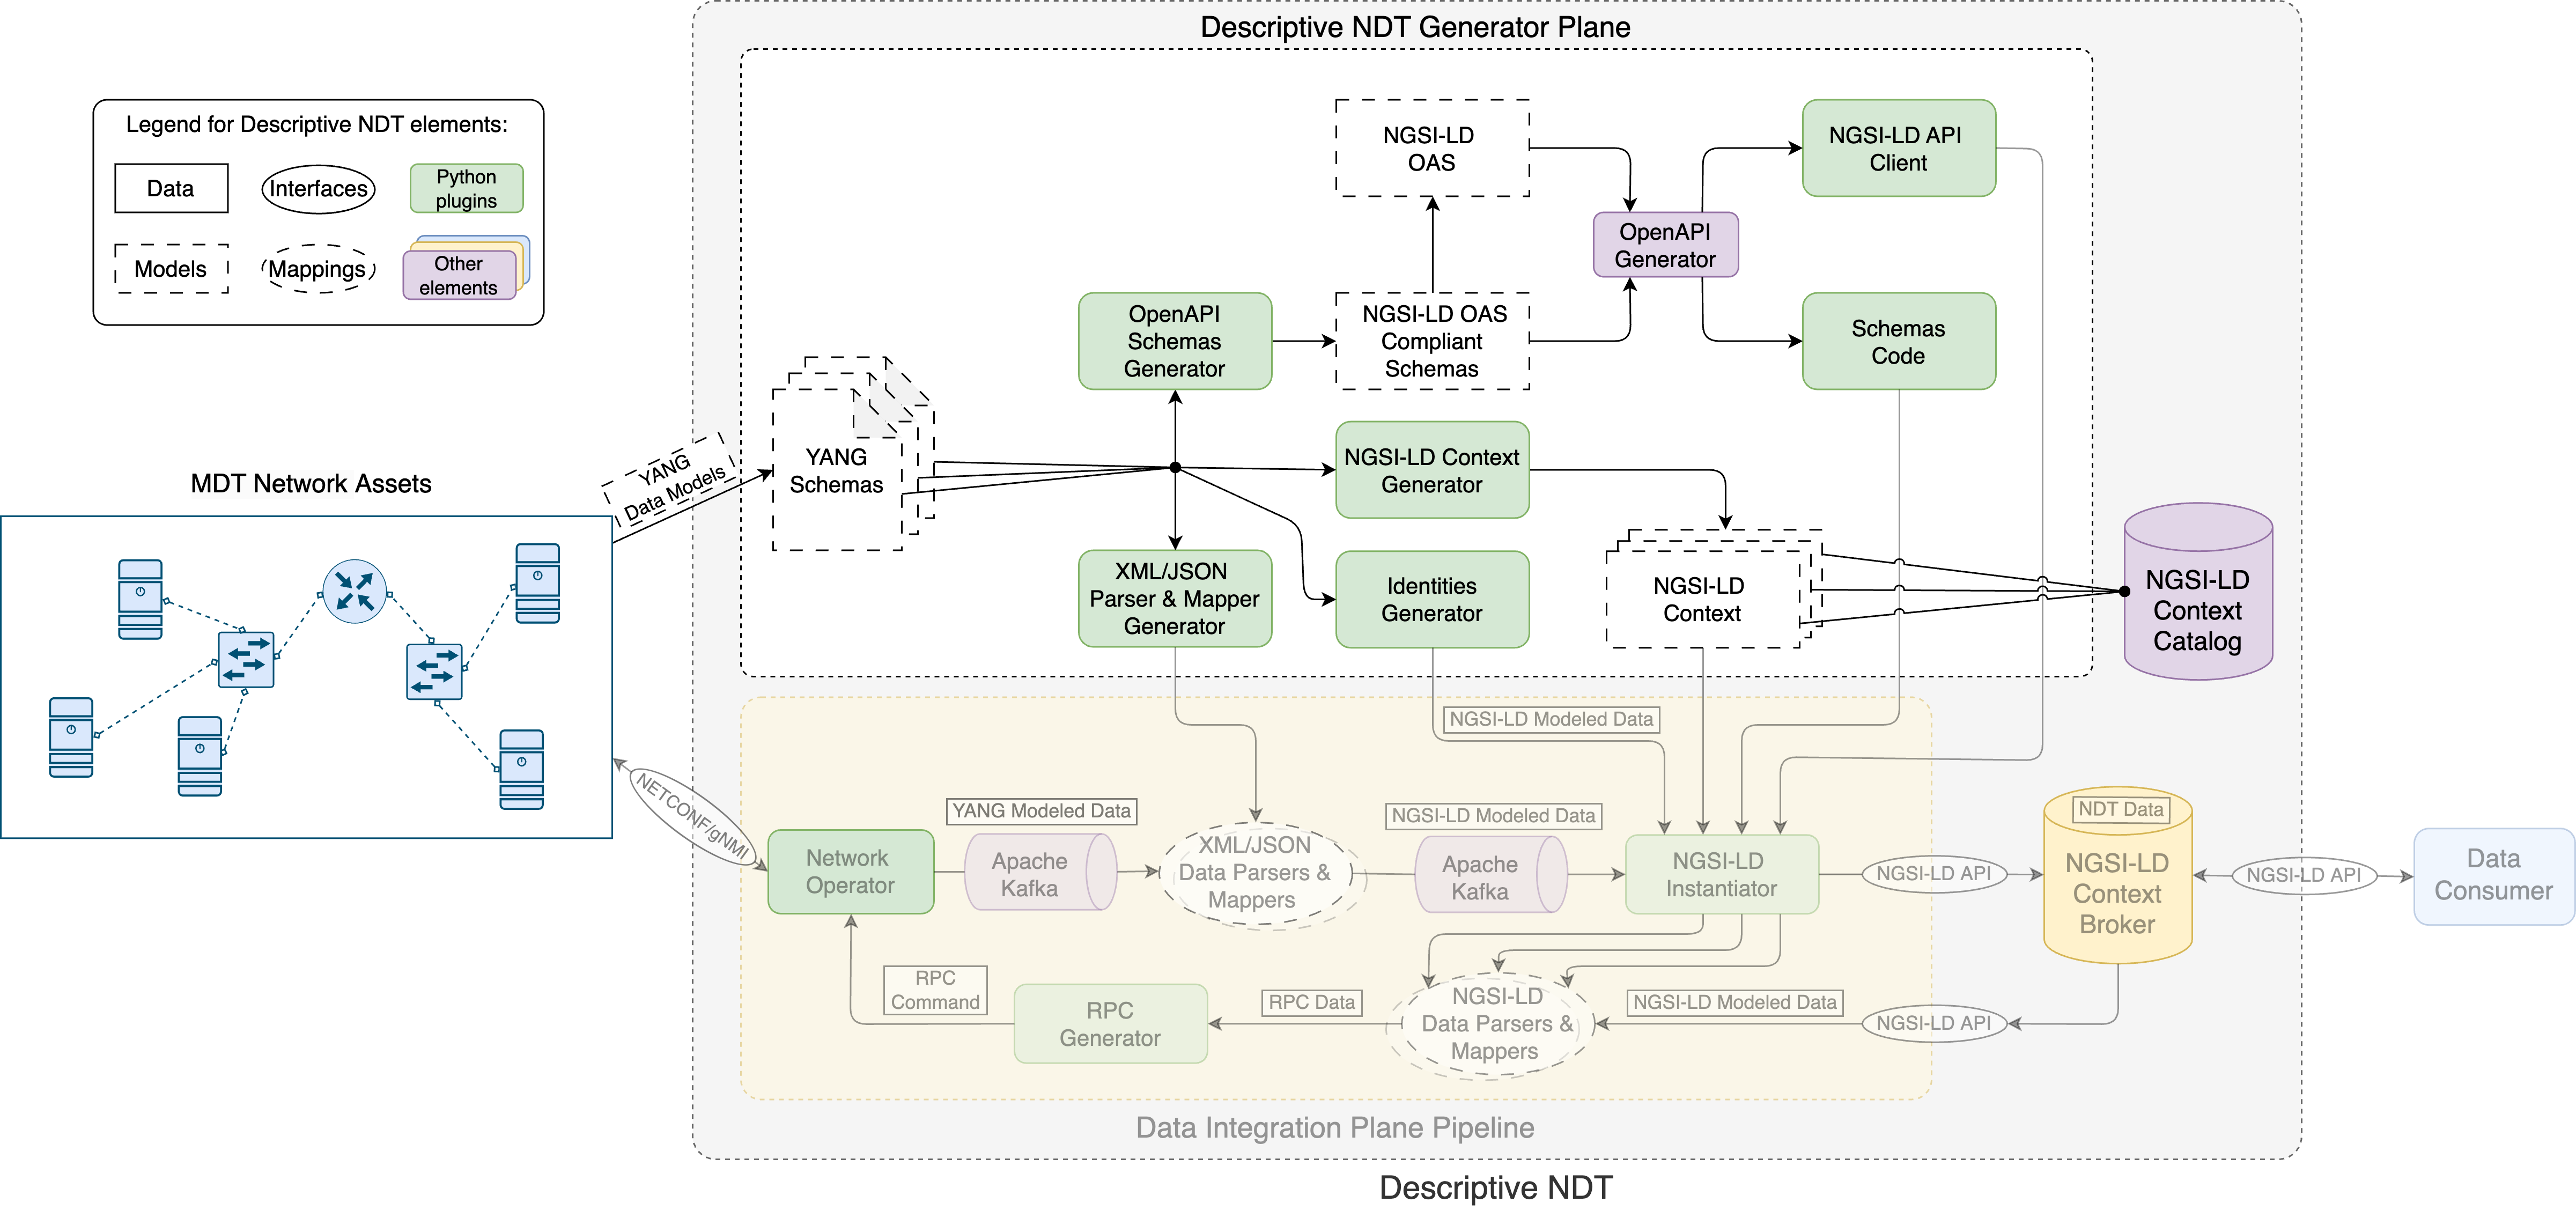 Descriptive NDT Generator Plane
Legend for Descriptive NDT elements:
Data
Interfaces
Python
plugins
Models
Mappings
Other
elements
NGSI-LD
OAS
NGSI-LD API
Client
OpenAPI
Generator
OpenAPI
Schemas
Generator
NGSI-LD OAS
Compliant
Schemas
Schemas
Code
YANG
Data Models
YANG
Schemas
NGSI-LD Context
Generator
MDT Network Assets
XML/JSON
Parser & Mapper
Generator
Identities
Generator
NGSI-LD
Context
NGSI-LD
Context
Catalog
NGSI-LD Modeled Data
NETCONF/gNMI
Network
Operator
YANG Modeled Data
Apache
Kafka
XML/JSON
Data Parsers &
Mappers
NGSI-LD Modeled Data
Apache
Kafka
NGSI-LD
Instantiator
NGSI-LD API
NDT Data
NGSI-LD
Context
Broker
NGSI-LD API
Data
Consumer
RPC
Command
RPC
Generator
RPC Data
NGSI-LD
Data Parsers &
Mappers
NGSI-LD Modeled Data
NGSI-LD API
Data Integration Plane Pipeline
Descriptive NDT